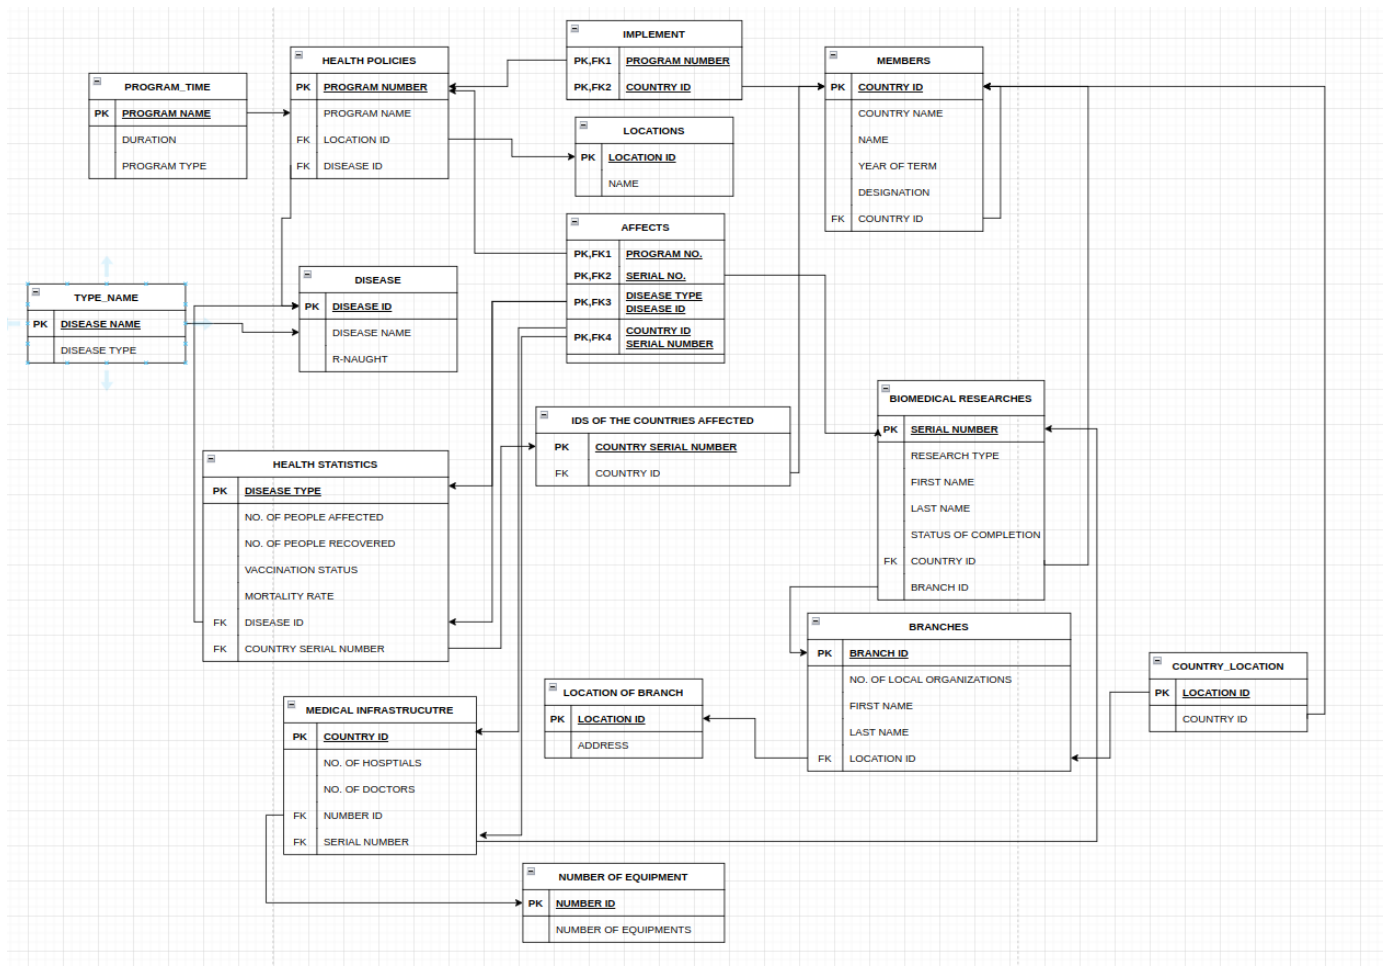 PROGRAM_TIME
PK PROGRAM NAME
DURATION
PROGRAM TYPE
HEALTH POLICIES
PK PROGRAM NUMBER
PROGRAM NAME
FK LOCATION ID
FK DISEASE ID
IMPLEMENT
PK,FK1 PROGRAM NUMBER
PK,FK2 COUNTRY ID
MEMBERS
PK COUNTRY ID
COUNTRY NAME
NAME
YEAR OF TERM
DESIGNATION
FK COUNTRY ID
LOCATIONS
PK LOCATION ID
NAME
AFFECTS
PK,FK1 PROGRAM NO.
PK,FK2 SERIAL NO.
PK,FK3 DISEASE TYPE
DISEASE ID
PK,FK4 COUNTRY ID
SERIAL NUMBER
TYPE_NAME
PK DISEASE NAME
DISEASE TYPE
DISEASE
PK DISEASE ID
DISEASE NAME
R-NAUGHT
IDS OF THE COUNTRIES AFFECTED
PK COUNTRY SERIAL NUMBER
FK COUNTRY ID
BIOMEDICAL RESEARCHES
PK SERIAL NUMBER
RESEARCH TYPE
FIRST NAME
LAST NAME
STATUS OF COMPLETION
FK COUNTRY ID
BRANCH ID
HEALTH STATISTICS
PK DISEASE TYPE
NO. OF PEOPLE AFFECTED
NO. OF PEOPLE RECOVERED
VACCINATION STATUS
MORTALITY RATE
FK DISEASE ID
FK COUNTRY SERIAL NUMBER
BRANCHES
PK BRANCH ID
NO. OF LOCAL ORGANIZATIONS
FIRST NAME
LAST NAME
FK LOCATION ID
COUNTRY_LOCATION
PK LOCATION ID
COUNTRY ID
LOCATION OF BRANCH
PK LOCATION ID
ADDRESS
MEDICAL INFRASTRUCUTRE
PK COUNTRY ID
NO. OF HOSPTIALS
NO. OF DOCTORS
FK NUMBER ID
FK SERIAL NUMBER
NUMBER OF EQUIPMENT
PK NUMBER ID
NUMBER OF EQUIPMENTS